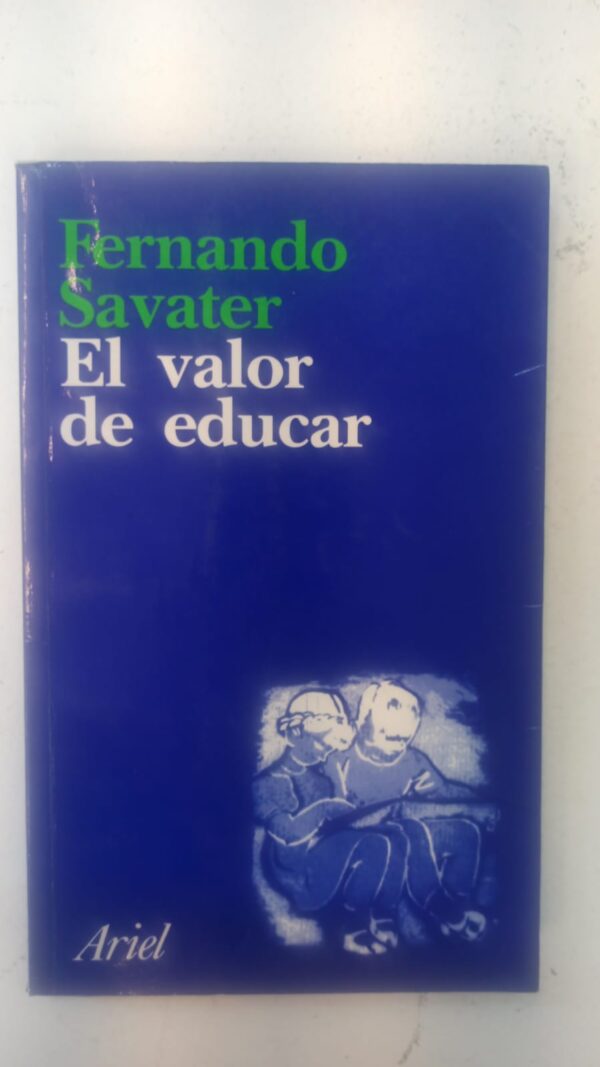 Fernando
Savater
El valor
de educar
Ariel